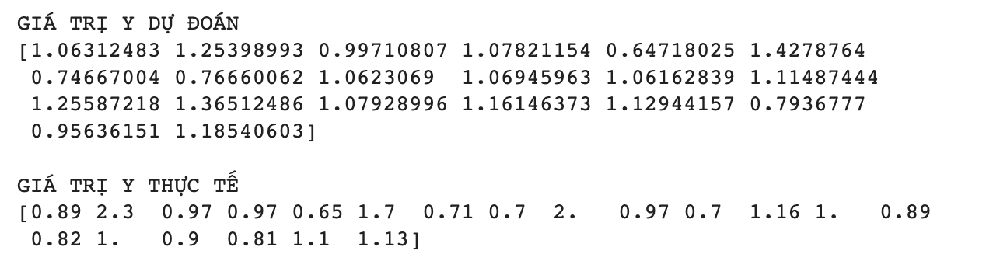 GIÁ TRỊ Y DỰ ĐOÁN
[1.06312483 1.25398993 0.99710807 1.07821154 0.64718025 1.4278764
0.74667004 0.76660062 1.0623069 1.06945963 1.06162839 1.11487444
1.25587218 1.36512486 1.07928996 1.16146373 1.12944157 0.7936777
0.95636151 1.18540603]
GIÁ TRỊ Y THỰC TẾ
[0.89 2.3 0.97 0.97 0.65 1.7 0.71 0.7 2. 0.97 0.7 1.16 1. 0.89
0.82 1. 0.9 0.81 1.1 1.13]